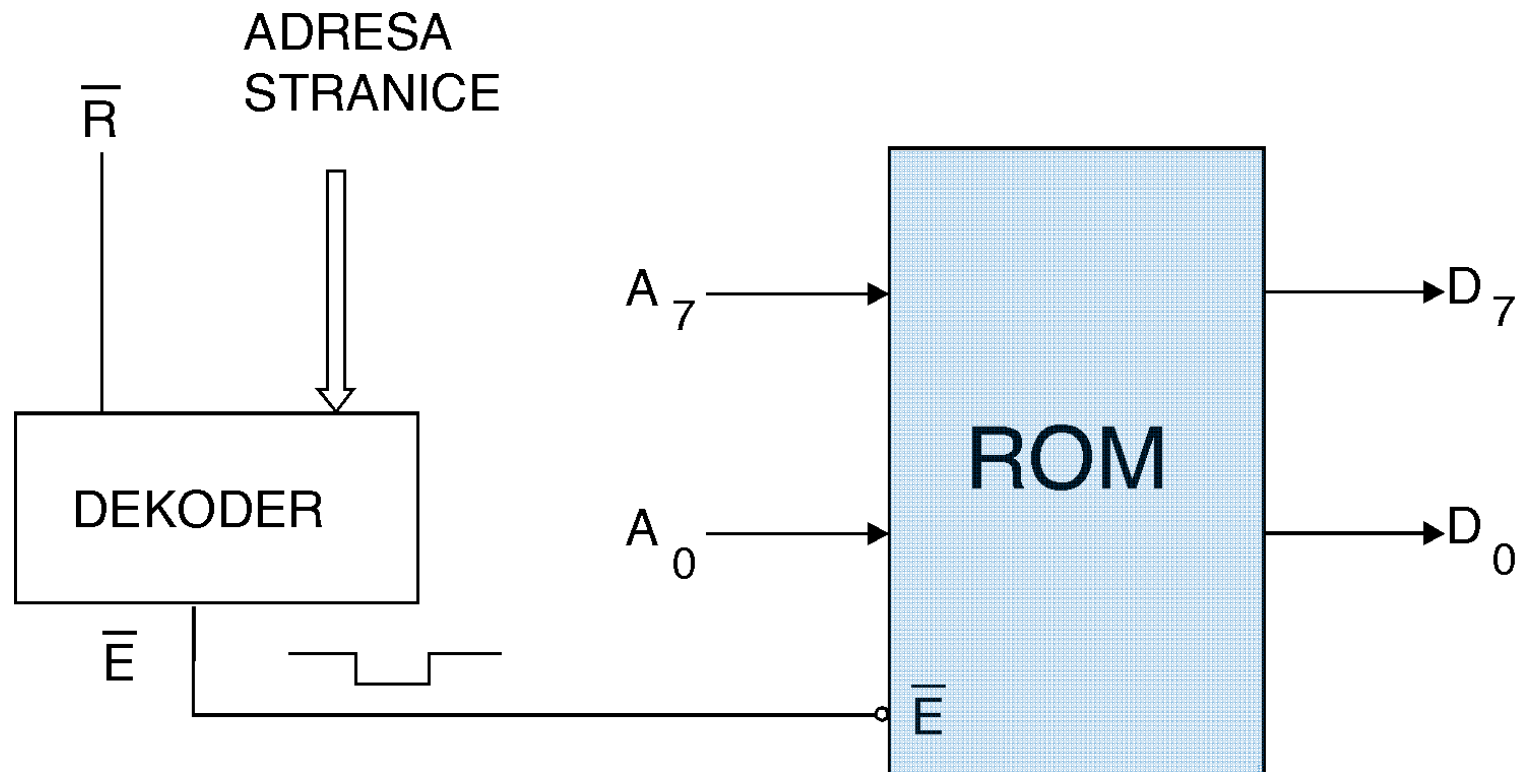 ADRESA
STRANICE
R̅
A₇
D₇
ROM
DEKODER
A₀
D₀
E̅
E̅